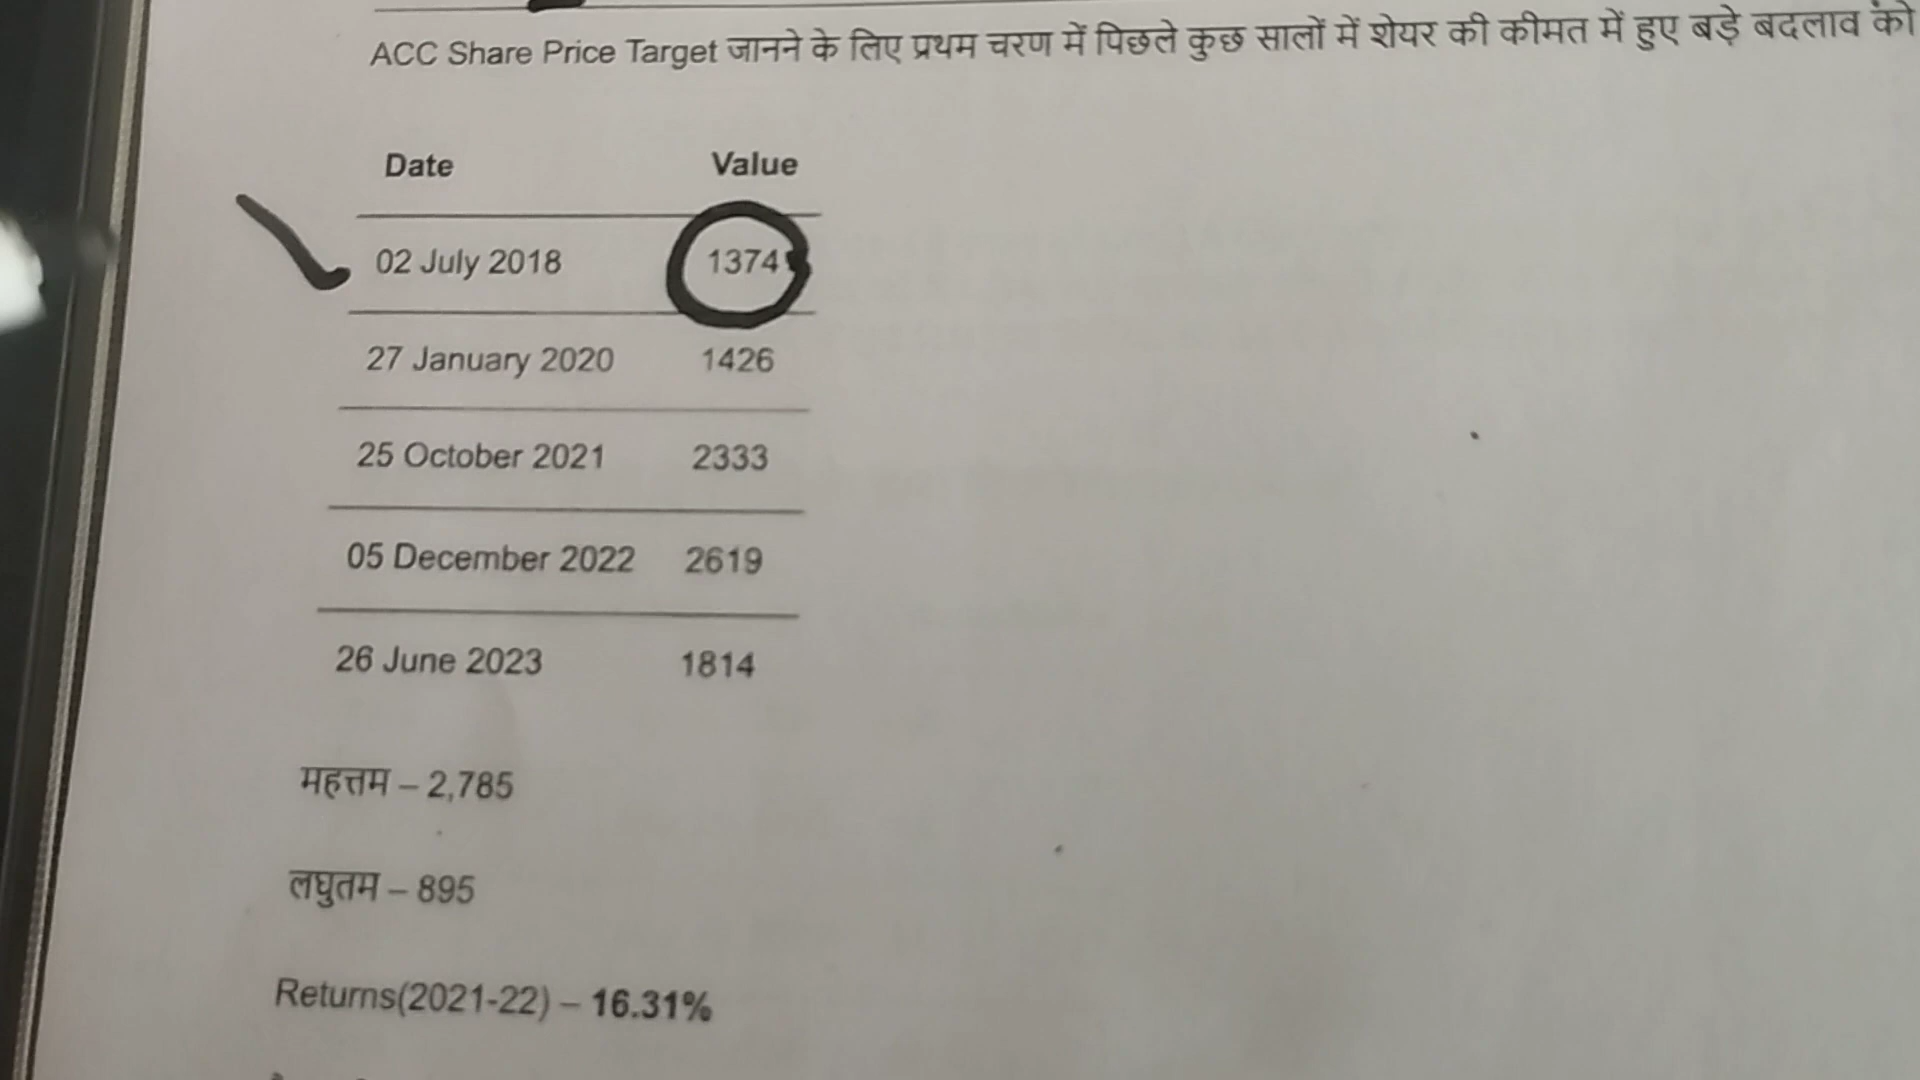 ACC Share Price Target जानने के लिए प्रथम चरण में पिछले कुछ सालों में शेयर की कीमत में हुए बड़े बदलाव को
Date Value
02 July 2018 1374
27 January 2020 1426
25 October 2021 2333
05 December 2022 2619
26 June 2023 1814
महत्तम – 2,785
लघुतम – 895
Returns(2021-22) – 16.31%